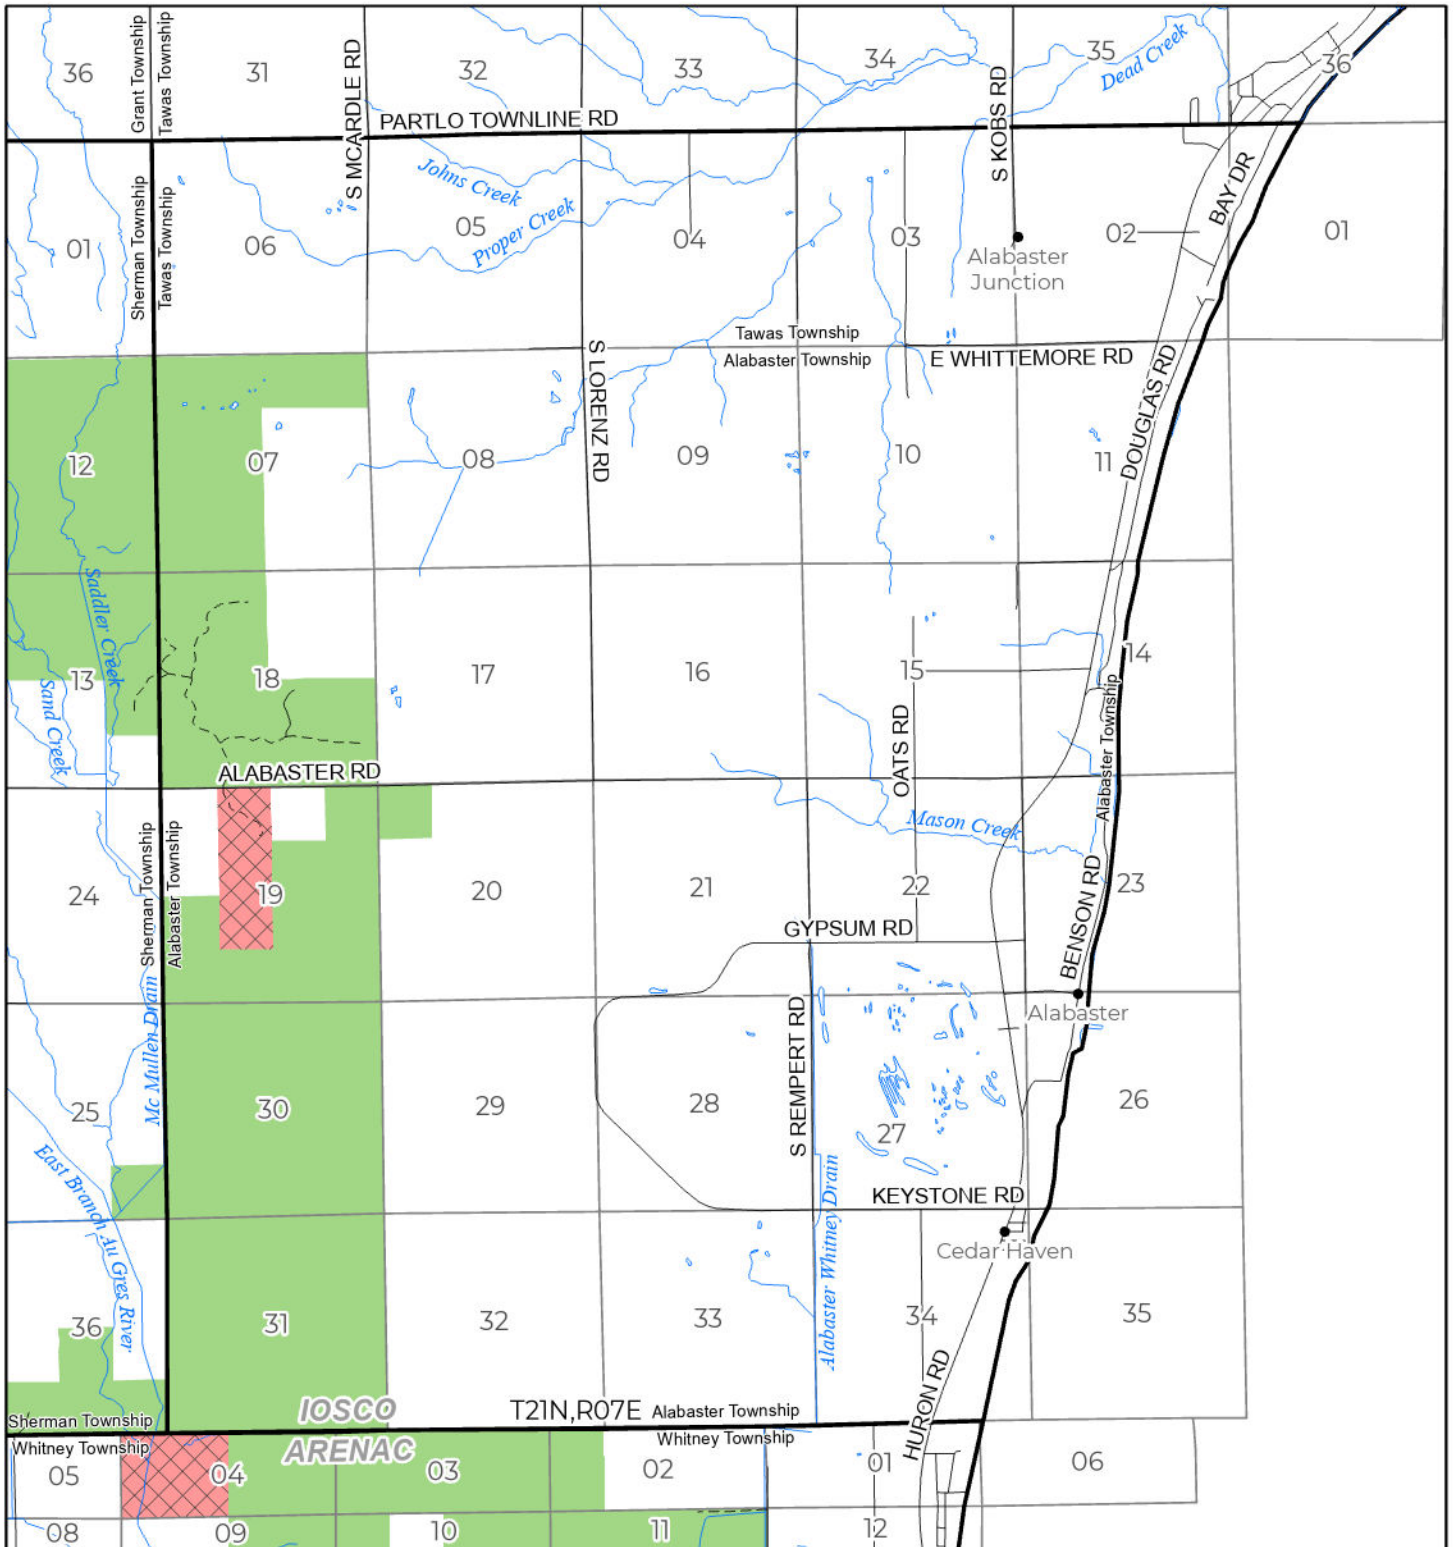 36
Grant Township
Tawas Township
31
S MCARDLE RD
32
33
34
S KOBS RD
35
Dead Creek
36
PARTLO TOWNLINE RD
Johns Creek
Sherman Township
Tawas Township
01
06
05
Proper Creek
04
03
Alabaster
Junction
02
BAY DR
01
Tawas Township
Alabaster Township
E WHITTEMORE RD
S LORENZ RD
DOUGLAS RD
12
07
08
09
10
11
Saddler Creek
13
Sand Creek
18
17
16
15
14
OATS RD
Alabaster Township
ALABASTER RD
Mason Creek
Sherman Township
Alabaster Township
24
19
20
21
22
23
BENSON RD
GYPSUM RD
Mc Mullen Drain
S REMPERT RD
Alabaster
25
30
29
28
27
26
East Branch Au Gres River
Alabaster Whitney Drain
KEYSTONE RD
Cedar Haven
36
31
32
33
34
35
HURON RD
IOSCO
T21N,R07E
Alabaster Township
Sherman Township
Whitney Township
ARENAC
Whitney Township
05
04
03
02
01
06
08
09
10
11
12